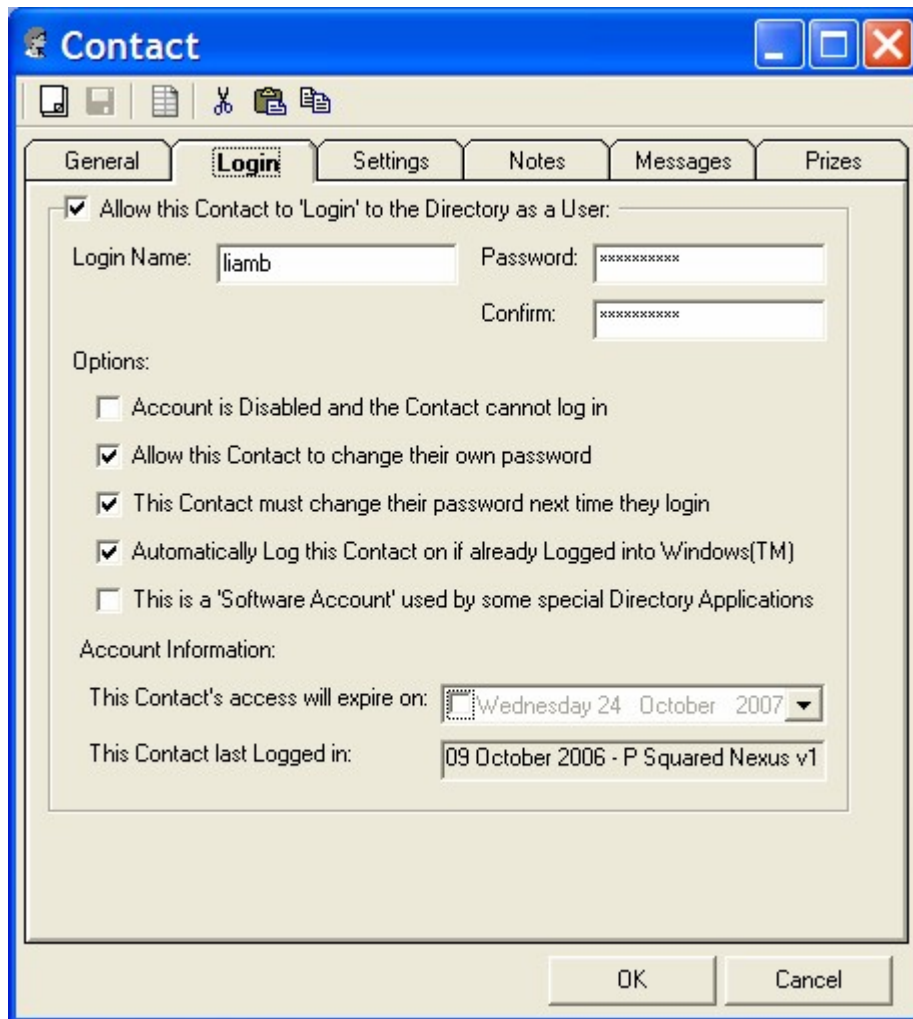 Contact
General Login Settings Notes Messages Prizes
Allow this Contact to 'Login' to the Directory as a User:
Login Name: liamb Password: **********
Confirm: **********
Options:
Account is Disabled and the Contact cannot log in
Allow this Contact to change their own password
This Contact must change their password next time they login
Automatically Log this Contact on if already Logged into Windows(TM)
This is a 'Software Account' used by some special Directory Applications
Account Information:
This Contact's access will expire on: Wednesday 24 October 2007
This Contact last Logged in: 09 October 2006 - P Squared Nexus v1
OK Cancel